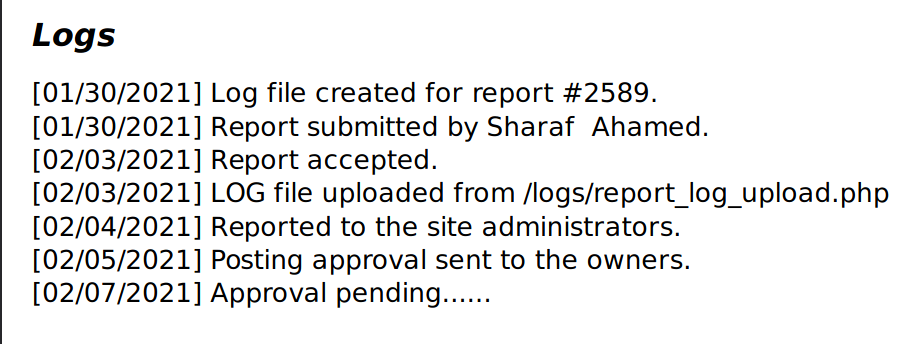 Logs
[01/30/2021] Log file created for report #2589.
[01/30/2021] Report submitted by Sharaf  Ahamed.
[02/03/2021] Report accepted.
[02/03/2021] LOG file uploaded from /logs/report_log_upload.php
[02/04/2021] Reported to the site administrators.
[02/05/2021] Posting approval sent to the owners.
[02/07/2021] Approval pending......